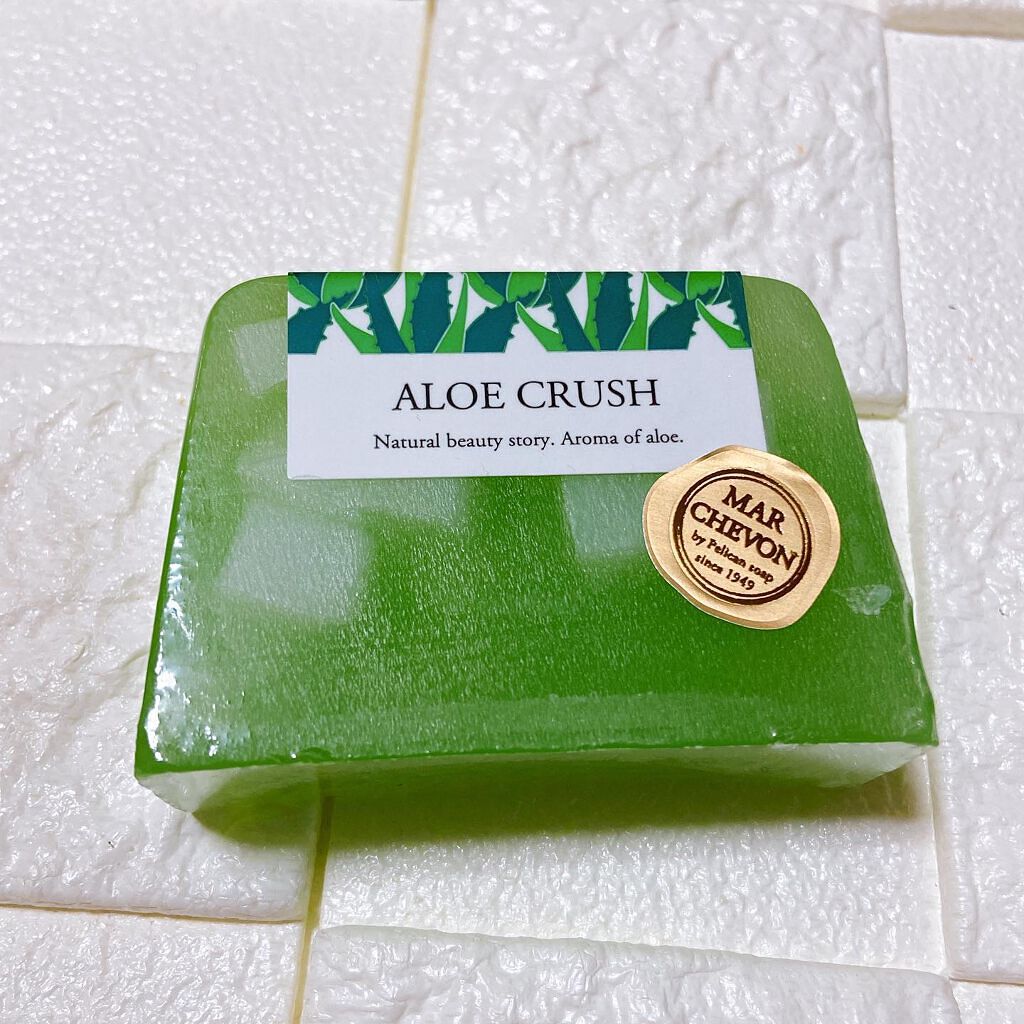 ALOE CRUSH
Natural beauty story. Aroma of aloe.
MAR
CHEVON
by Pelican soap
since 1949